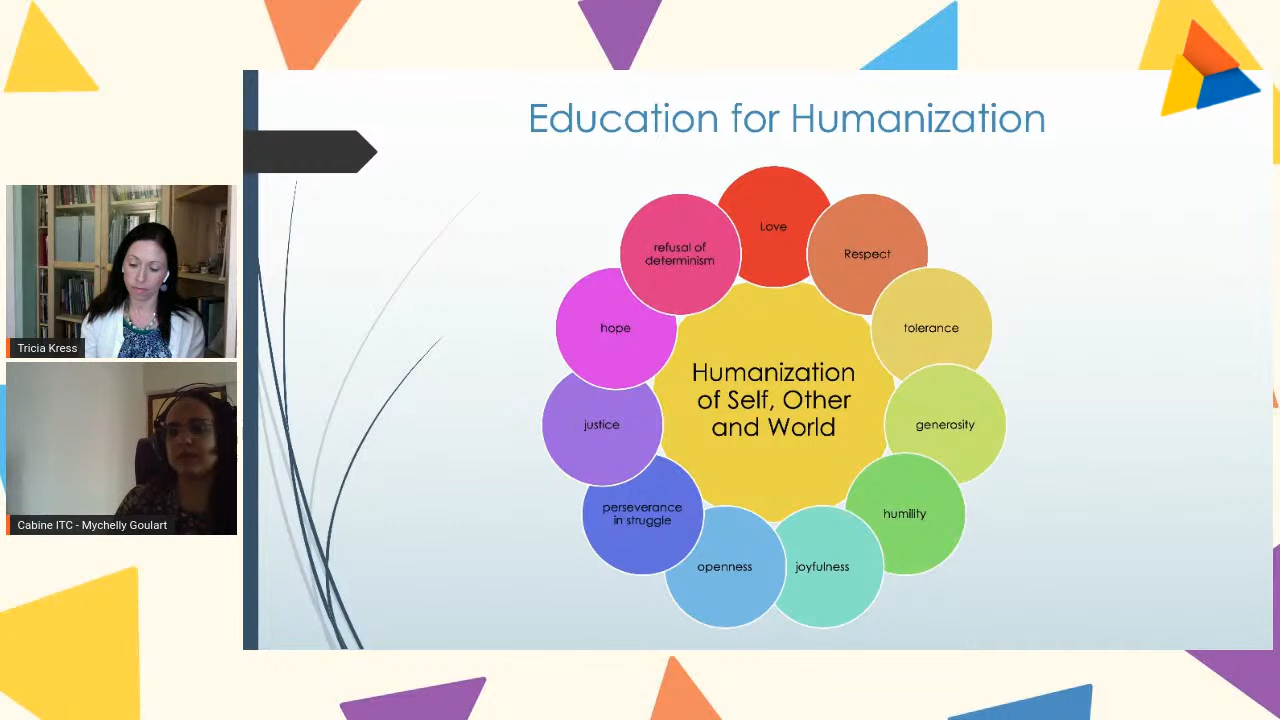 Education for Humanization
Love
Respect
tolerance
generosity
humility
joyfulness
openness
perseverance
in struggle
justice
hope
refusal of
determinism
Humanization
of Self, Other
and World
Tricia Kress
Cabine ITC - Mychelly Goulart